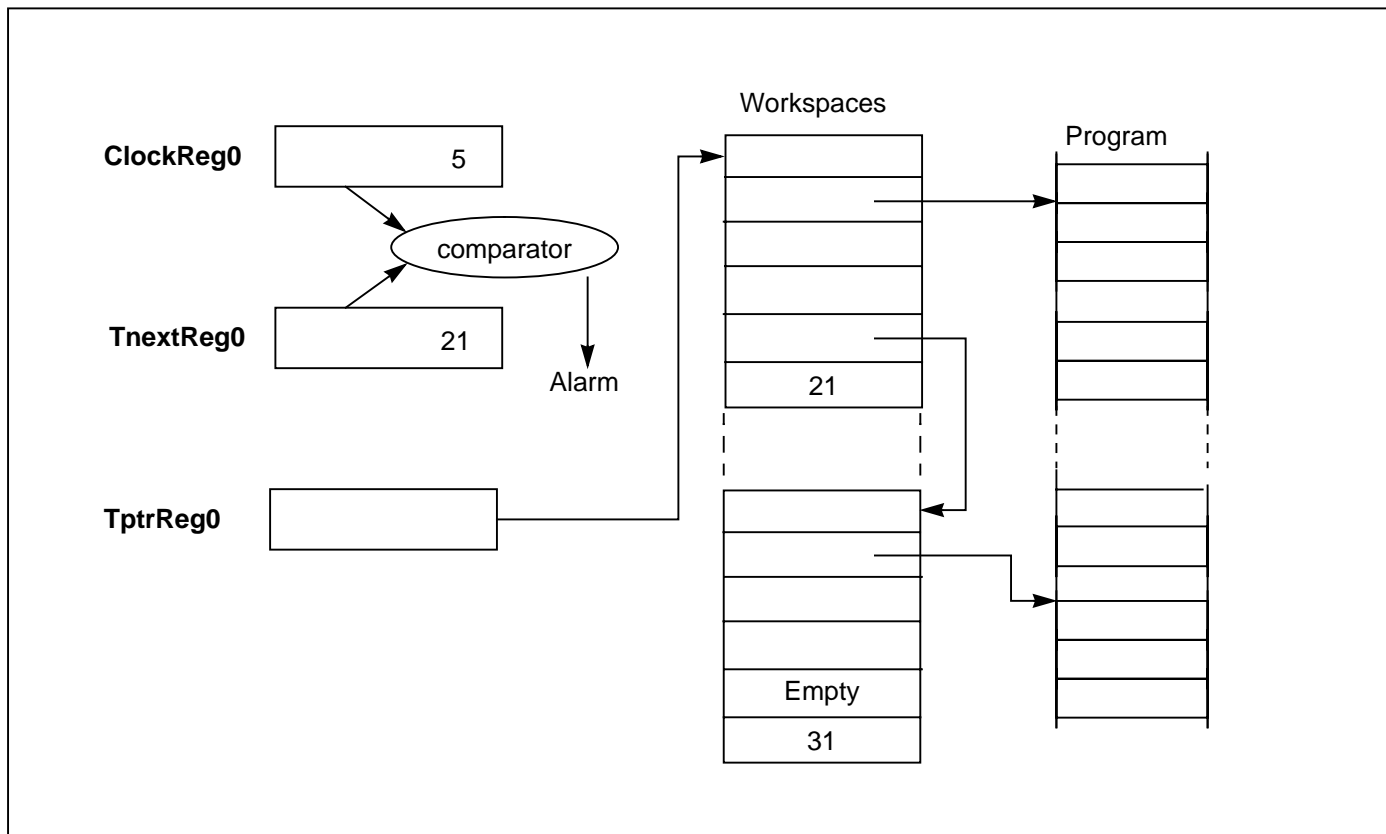 Workspaces
Program
ClockReg0
5
comparator
TnextReg0
21
Alarm
21
TptrReg0
Empty
31